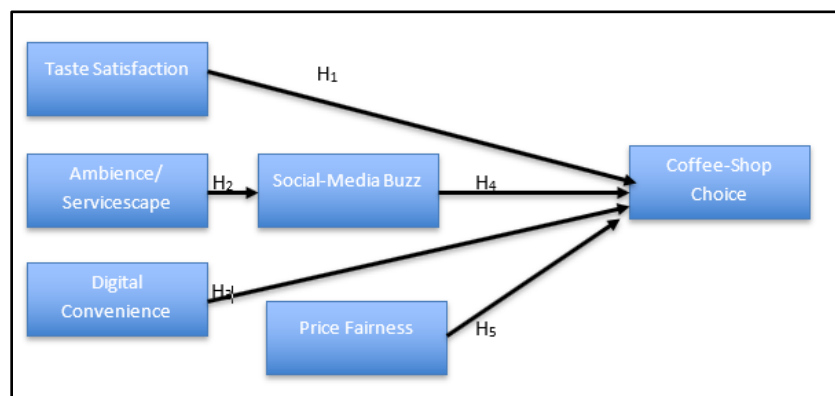 Taste Satisfaction
H₁
Ambience/
Servicescape
H₂
Social-Media Buzz
H₄
Coffee-Shop
Choice
Digital
Convenience
H₃
Price Fairness
H₅